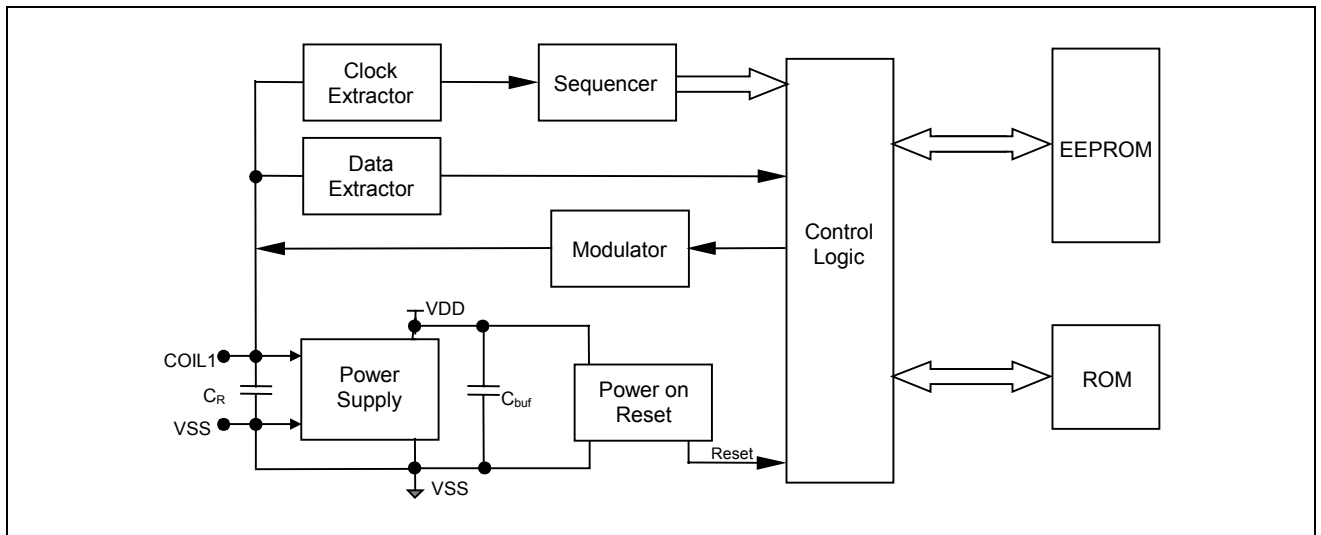 Clock
Extractor
Sequencer
EEPROM
Data
Extractor
Control
Logic
Modulator
VDD
COIL1
Power
Supply
CR
Cbuf
Power on
Reset
ROM
VSS
Reset
VSS